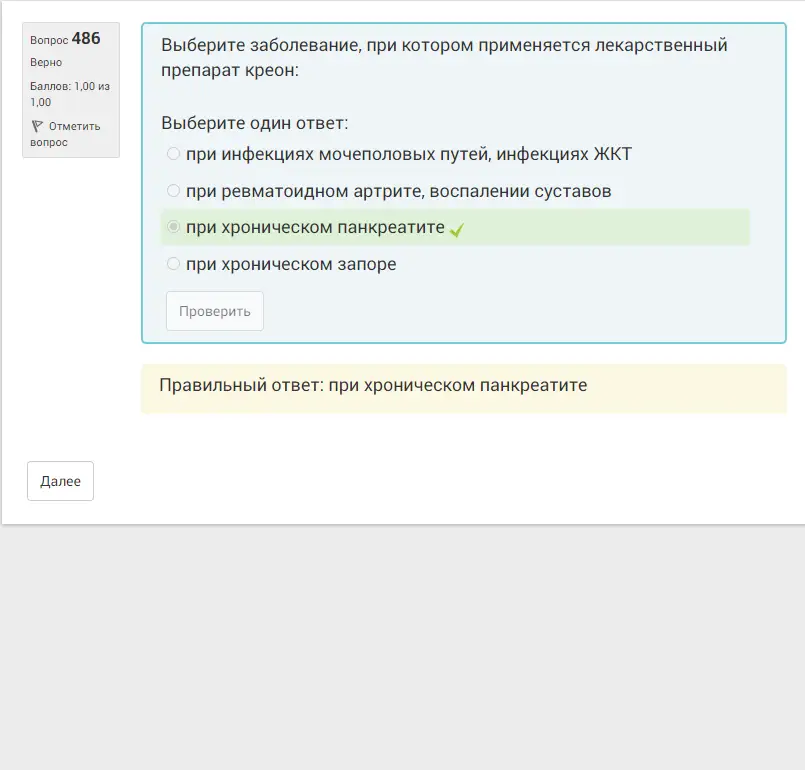 Вопрос 486
Верно
Баллов: 1,00 из
1,00
Отметить
вопрос
Выберите заболевание, при котором применяется лекарственный
препарат креон:
Выберите один ответ:
при инфекциях мочеполовых путей, инфекциях ЖКТ
при ревматоидном артрите, воспалении суставов
при хроническом панкреатите
при хроническом запоре
Проверить
Правильный ответ: при хроническом панкреатите
Далее